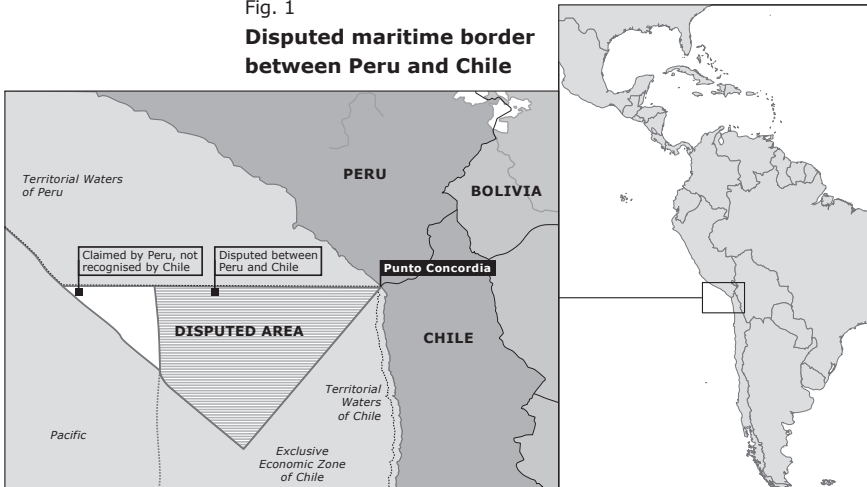 Fig. 1
Disputed maritime border
between Peru and Chile
Territorial Waters
of Peru
PERU
BOLIVIA
Claimed by Peru, not
recognised by Chile
Disputed between
Peru and Chile
Punto Concordia
DISPUTED AREA
CHILE
Territorial
Waters
of Chile
Pacific
Exclusive
Economic Zone
of Chile